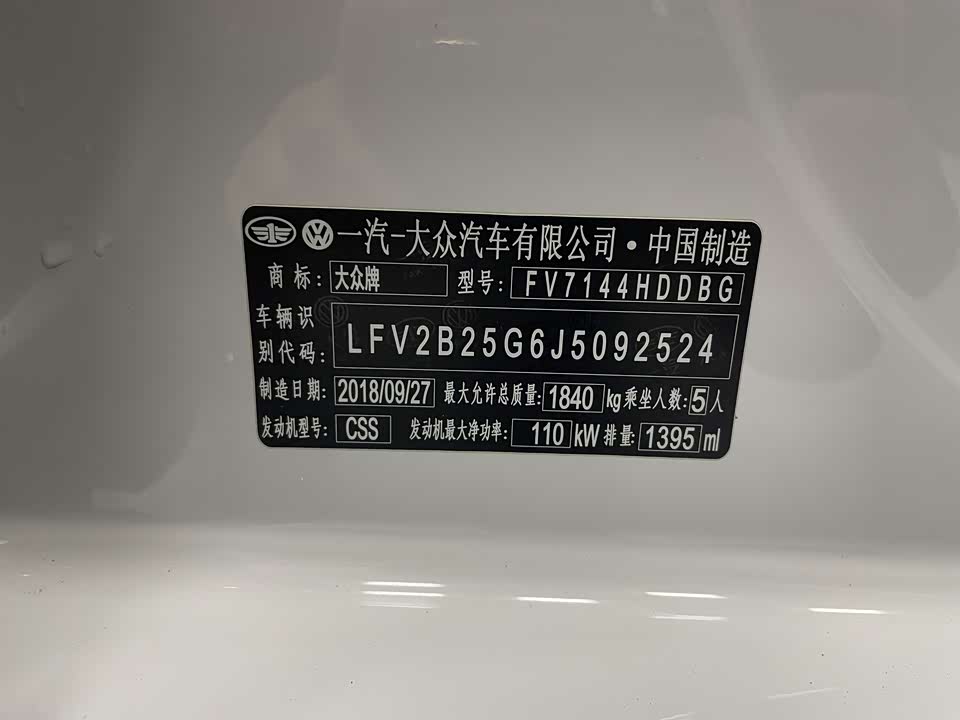 一汽-大众汽车有限公司·中国制造
商标: 大众牌 型号: FV7144HDDBG
车辆识别代码: LFV2B25G6J5092524
制造日期: 2018/09/27 最大允许总质量: 1840 kg 乘坐人数: 5 人
发动机型号: CSS 发动机最大净功率: 110 kW 排量: 1395 ml